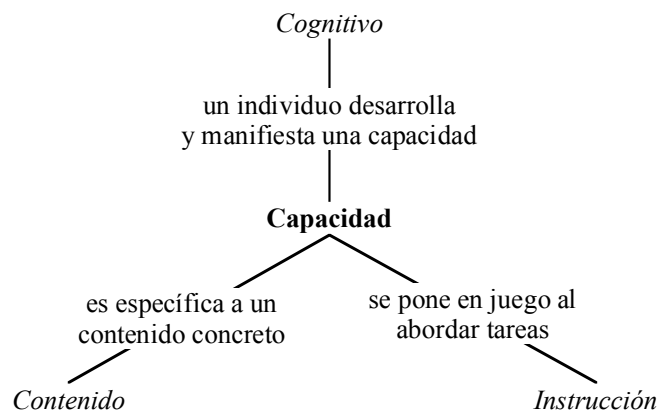 Cognitivo
un individuo desarrolla
y manifiesta una capacidad
Capacidad
es específica a un
contenido concreto
se pone en juego al
abordar tareas
Contenido
Instrucción